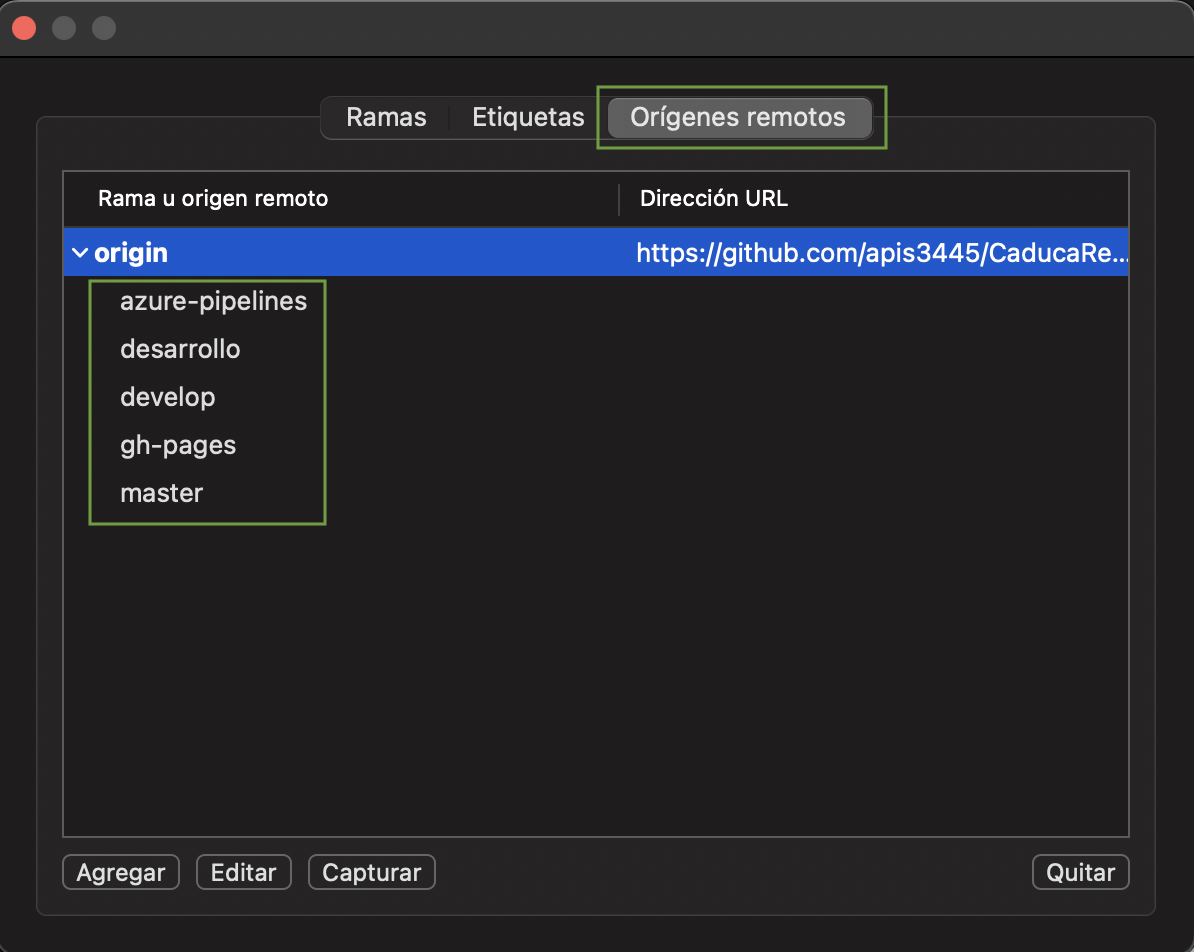 Ramas Etiquetas Orígenes remotos
Rama u origen remoto Dirección URL
origin https://github.com/apis3445/CaducaRe...
azure-pipelines
desarrollo
develop
gh-pages
master
Agregar Editar Capturar Quitar